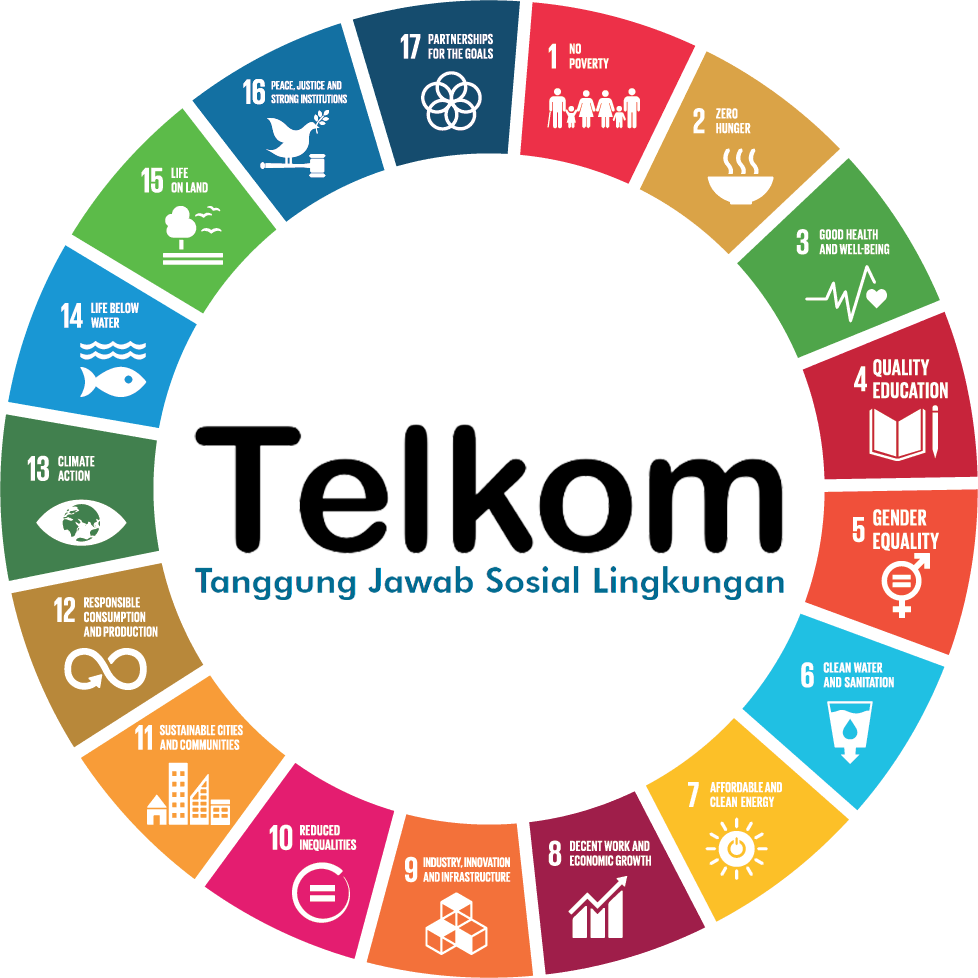 1 NO
POVERTY
2 ZERO
HUNGER
3 GOOD HEALTH
AND WELL-BEING
4 QUALITY
EDUCATION
5 GENDER
EQUALITY
6 CLEAN WATER
AND SANITATION
7 AFFORDABLE AND
CLEAN ENERGY
8 DECENT WORK AND
ECONOMIC GROWTH
9 INDUSTRY, INNOVATION
AND INFRASTRUCTURE
10 REDUCED
INEQUALITIES
11 SUSTAINABLE CITIES
AND COMMUNITIES
12 RESPONSIBLE
CONSUMPTION
AND PRODUCTION
13 CLIMATE
ACTION
14 LIFE BELOW
WATER
15 LIFE
ON LAND
16 PEACE, JUSTICE AND
STRONG INSTITUTIONS
17 PARTNERSHIPS
FOR THE GOALS
Telkom
Tanggung Jawab Sosial Lingkungan